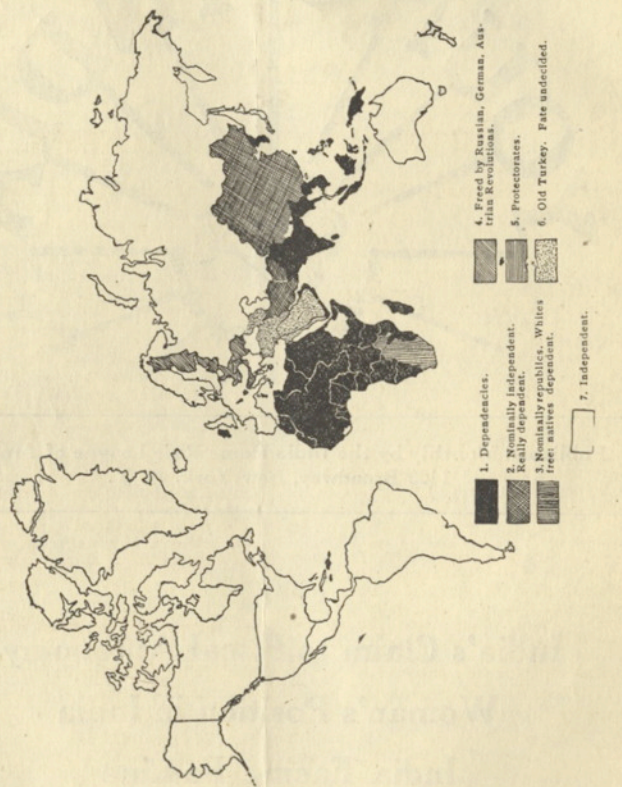 1. Dependencies.
2. Nominally independent.
Really dependent.
3. Nominally republics. Whites
free: natives dependent.
4. Freed by Russian, German, Aus-
trian Revolutions.
5. Protectorates.
6. Old Turkey. Fate undecided.
7. Independent.